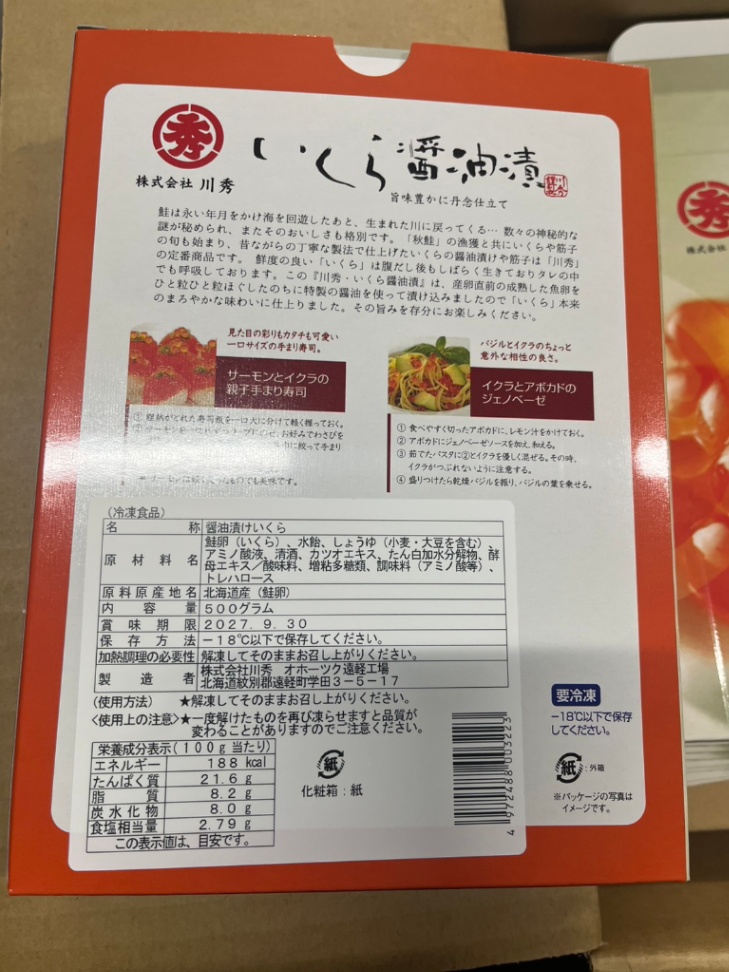 秀
株式会社 川秀
いくら醤油漬
旨味豊かに丹念仕立て
鮭は永い年月をかけ海を回遊したあと、生まれた川に戻ってくる… 数々の神秘的な
謎が秘められ、またそのおいしさも格別です。「秋鮭」の漁獲と共にいくらや筋子
の旬も始まり、昔ながらの丁寧な製法で仕上げたいくらの醤油漬けや筋子は「川秀」
の定番商品です。 鮮度の良い「いくら」は腹だし後もしばらく生きておりタレの中
でも呼吸しております。この『川秀・いくら醤油漬』は、産卵直前の成熟した魚卵を
ひと粒ひと粒ほぐしたのちに特製の醤油を使って漬け込みましたので「いくら」本来
のまろやかな味わいに仕上りました。その旨みを存分にお楽しみください。
見た目の彩りもカタチも可愛い
一口サイズの手まり寿司。
サーモンとイクラの
親子手まり寿司
バジルとイクラのちょっと
意外な相性の良さ。
イクラとアボカドの
ジェノベーゼ
① 食べやすく切ったアボカドに、レモン汁をかけておく。
② アボカドにジェノベーゼソースを加え、和える。
③ 茹でたパスタに②とイクラを優しく混ぜる。その時、
イクラがつぶれないように注意する。
④ 盛りつけたら乾燥バジルを振り、バジルの葉を乗せる。
(冷凍食品)
名称 醤油漬けいくら
原材料名 鮭卵(いくら)、水飴、しょうゆ(小麦・大豆を含む)、
アミノ酸液、清酒、カツオエキス、たん白加水分解物、酵
母エキス/酸味料、増粘多糖類、調味料(アミノ酸等)、
トレハロース
原料原産地名 北海道産(鮭卵)
内容量 500グラム
賞味期限 2027. 9. 30
保存方法 -18℃以下で保存してください。
加熱調理の必要性 解凍してそのままお召し上がりください。
製造者 株式会社川秀 オホーツク遠軽工場
北海道紋別郡遠軽町学田3-5-17
(使用方法) ★解凍してそのままお召し上がりください。
<使用上の注意>★一度解けたものを再び凍らせますと品質が
変わることがありますのでご注意ください。
栄養成分表示(100g当たり)
エネルギー 188 kcal
たんぱく質 21.6 g
脂質 8.2 g
炭水化物 8.0 g
食塩相当量 2.79 g
この表示値は、目安です。
紙
化粧箱:紙
4 972488 003223
要冷凍
-18℃以下で保存
してください。
紙 :外箱
※パッケージの写真は
イメージです。
秀
株式会社